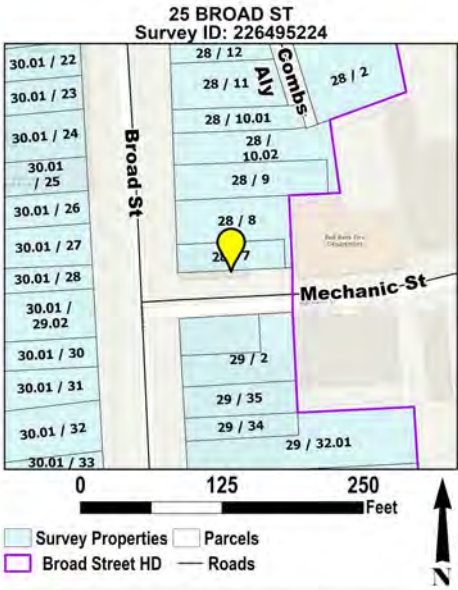 25 BROAD ST
Survey ID: 226495224
30.01 / 22
30.01 / 23
30.01 / 24
30.01
/ 25
30.01 / 26
30.01 / 27
30.01 / 28
30.01 /
29.02
30.01 / 30
30.01 / 31
30.01 / 32
30.01 / 33
Broad St
28 / 12
28 / 11
28 / 10.01
28 /
10.02
28 / 9
28 / 8
Combs
Aly
28 / 2
Red Bank Fire
Department
Mechanic St
29 / 2
29 / 35
29 / 34
29 / 32.01
0 125 250
Feet
Survey Properties
Parcels
Broad Street HD
Roads
N